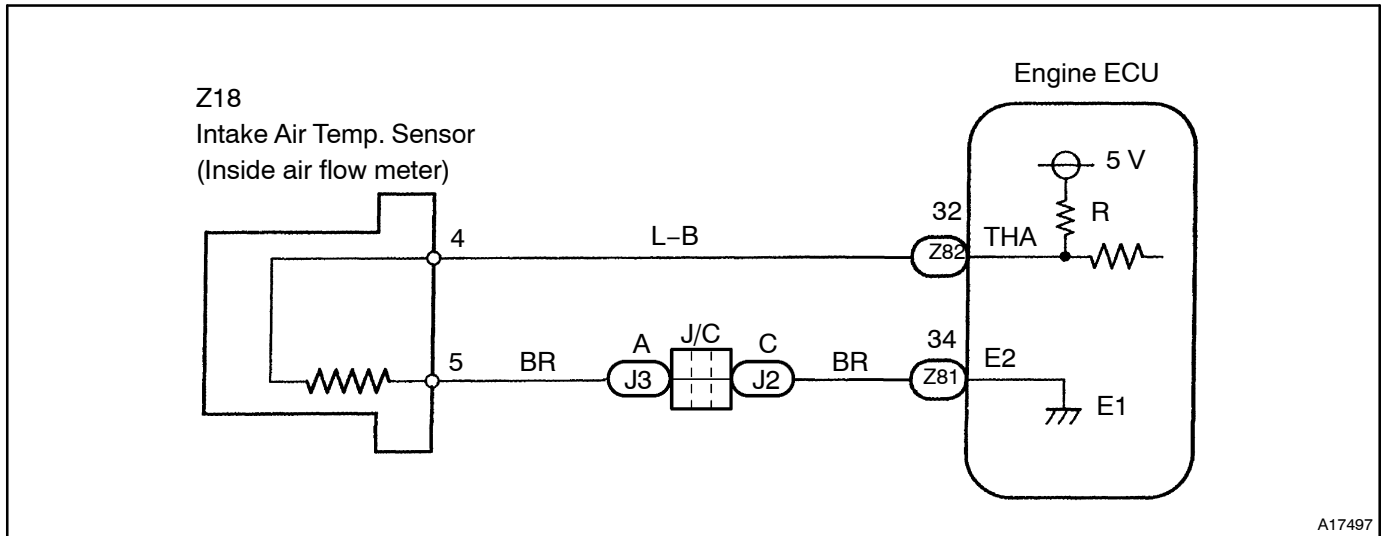 Engine ECU
Z18
Intake Air Temp. Sensor
(Inside air flow meter)
5 V
R
32
4
L−B
Z82
THA
34
5
BR
A
J/C
C
BR
J3
J2
Z81
E2
E1
A17497